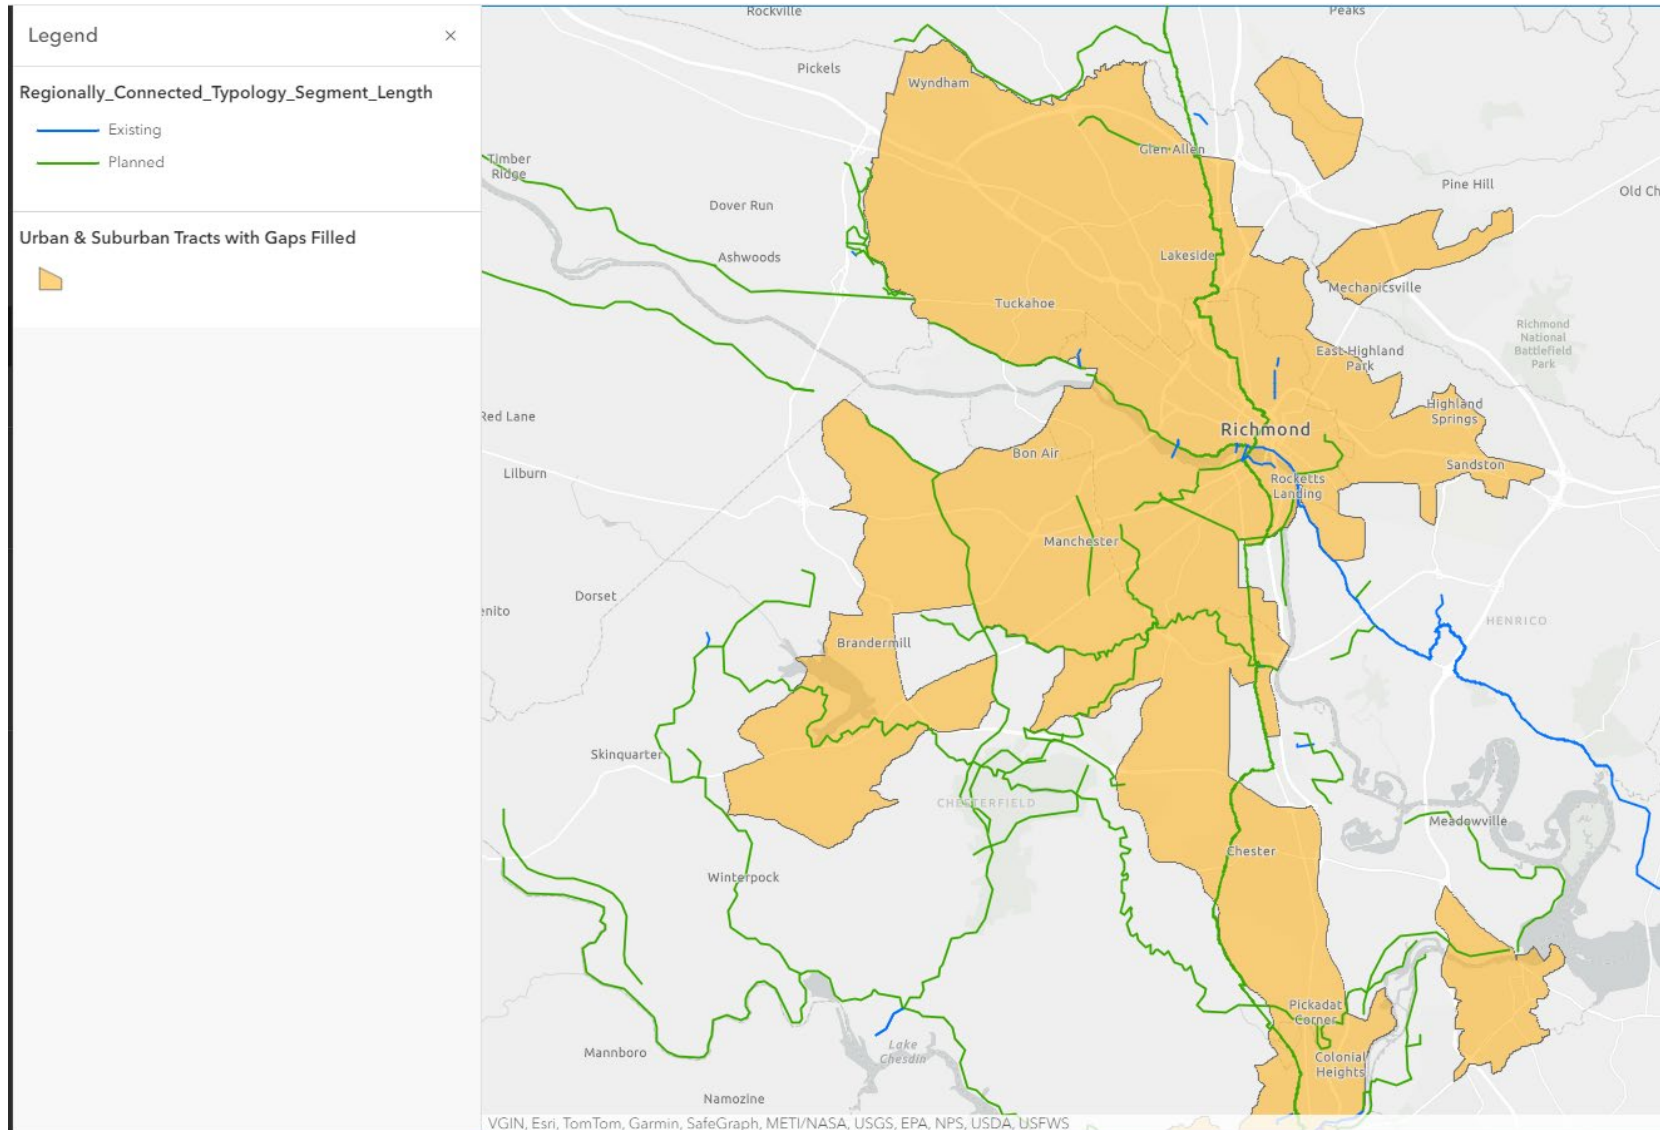 Legend
Regionally_Connected_Typology_Segment_Length
Existing
Planned
Urban & Suburban Tracts with Gaps Filled
Rockville
Peaks
Pickels
Wyndham
Glen Allen
Timber
Ridge
Pine Hill
Old Ch
Dover Run
Ashwoods
Lakeside
Tuckahoe
Mechanicsville
Richmond
National
Battlefield
Park
East Highland
Park
Red Lane
Highland
Springs
Richmond
Bon Air
Lilburn
Sandston
Rocketts
Landing
Manchester
Dorset
enito
HENRICO
Brandermill
Skinquarter
CHESTERFIELD
Meadowville
Chester
Winterpock
Pickadat
Corner
Mannboro
Lake
Chesdin
Colonial
Heights
Namozine
VGIN, Esri, TomTom, Garmin, SafeGraph, METI/NASA, USGS, EPA, NPS, USDA, USFWS